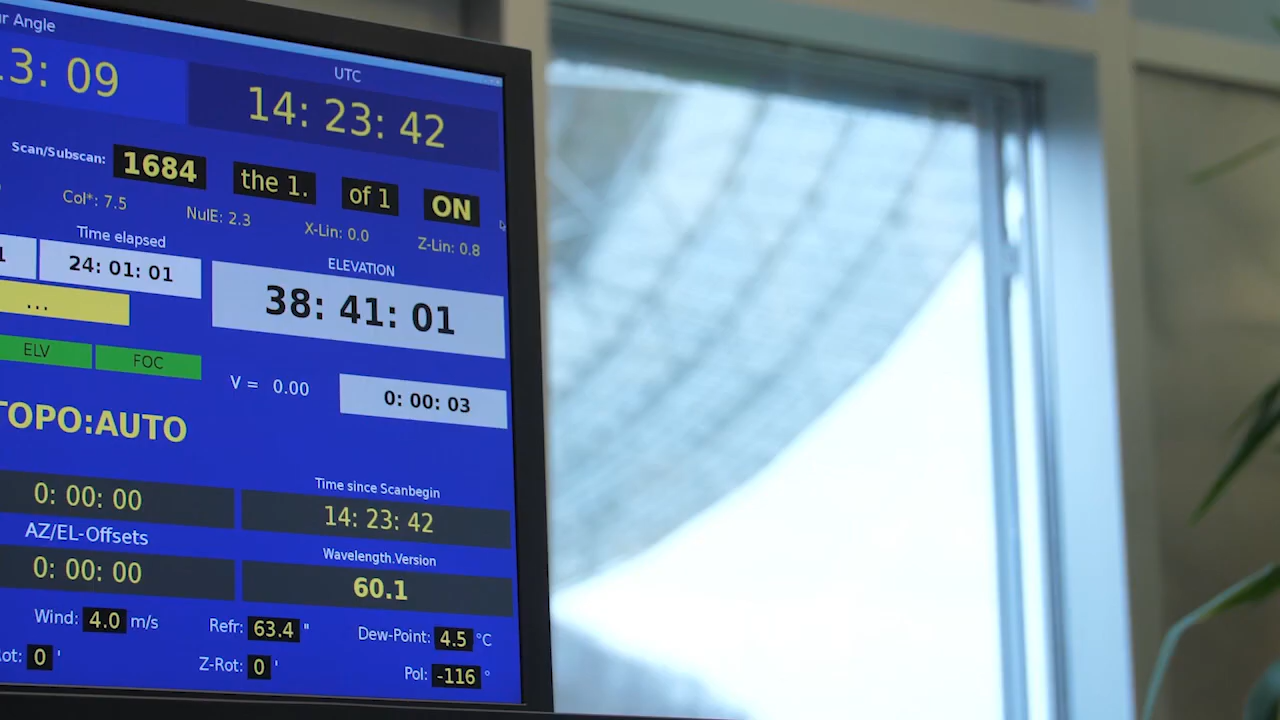 r Angle
3: 09
UTC
14: 23: 42
Scan/Subscan: 1684 the 1. of 1 ON
Col*: 7.5 NulE: 2.3 X-Lin: 0.0 Z-Lin: 0.8
Time elapsed
24: 01: 01
ELEVATION
38: 41: 01
...
ELV FOC
V = 0.00 0: 00: 03
TOPO:AUTO
0: 00: 00
Time since Scanbegin
14: 23: 42
AZ/EL-Offsets
0: 00: 00
Wavelength.Version
60.1
Wind: 4.0 m/s Refr: 63.4 " Dew-Point: 4.5 °C
ot: 0 ' Z-Rot: 0 ' Pol: -116 °